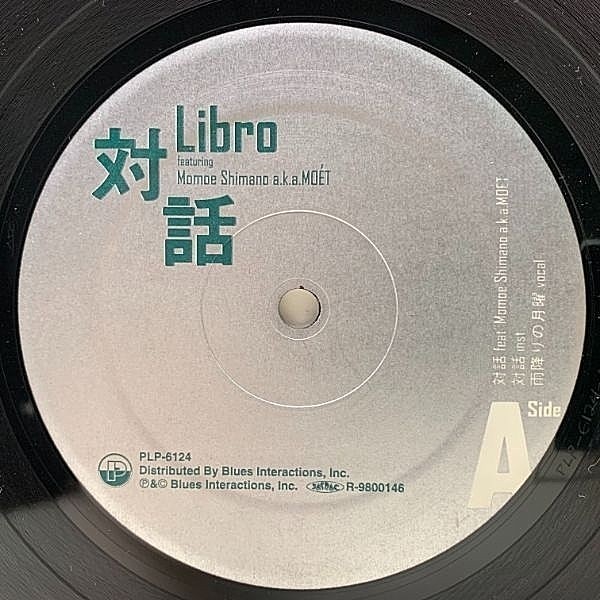 対話
Libro
featuring
Momoe Shimano a.k.a.MOÉT
対話 feat. Momoe Shimano a.k.a.MOÉT
対話 inst
雨降りの月曜 vocal
A Side
P
PLP-6124
Distributed By Blues Interactions, Inc.
℗&© Blues Interactions, Inc. JASRAC R-9800146